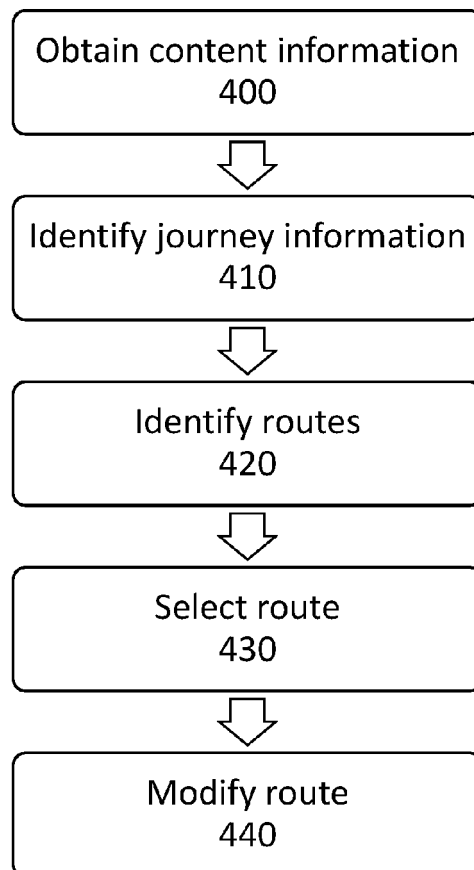 Obtain content information
400
Identify journey information
410
Identify routes
420
Select route
430
Modify route
440